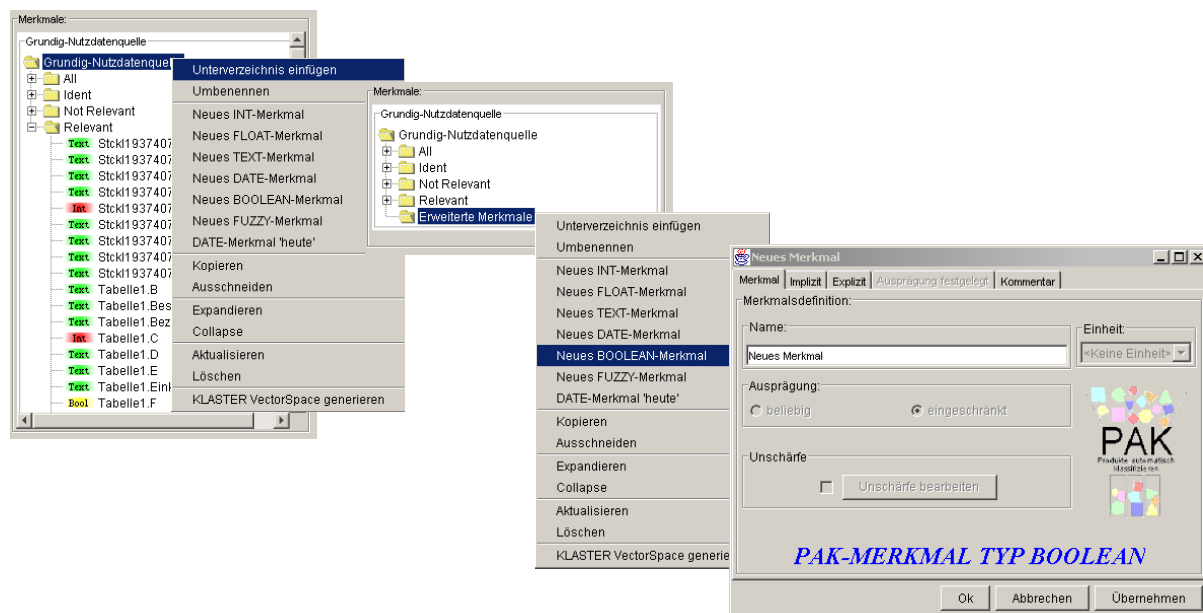 Merkmale:
Grundig-Nutzdatenquelle
Grundig-Nutzdatenque
All
Ident
Not Relevant
Relevant
Text Stckl1937407
Text Stckl1937407
Text Stckl1937407
Text Stckl1937407
Int Stckl1937407
Text Stckl1937407
Text Stckl1937407
Text Stckl1937407
Text Stckl1937407
Text Tabelle1.B
Text Tabelle1.Bes
Text Tabelle1.Bez
Int Tabelle1.C
Text Tabelle1.D
Text Tabelle1.E
Text Tabelle1.Einl
Bool Tabelle1.F
Unterverzeichnis einfügen
Umbenennen
Neues INT-Merkmal
Neues FLOAT-Merkmal
Neues TEXT-Merkmal
Neues DATE-Merkmal
Neues BOOLEAN-Merkmal
Neues FUZZY-Merkmal
DATE-Merkmal 'heute'
Kopieren
Ausschneiden
Expandieren
Collapse
Aktualisieren
Löschen
KLASTER VectorSpace generieren
Merkmale:
Grundig-Nutzdatenquelle
Grundig-Nutzdatenquelle
All
Ident
Not Relevant
Relevant
Erweiterte Merkmale
Unterverzeichnis einfügen
Umbenennen
Neues INT-Merkmal
Neues FLOAT-Merkmal
Neues TEXT-Merkmal
Neues DATE-Merkmal
Neues BOOLEAN-Merkmal
Neues FUZZY-Merkmal
DATE-Merkmal 'heute'
Kopieren
Ausschneiden
Expandieren
Collapse
Aktualisieren
Löschen
KLASTER VectorSpace generie
Neues Merkmal
Merkmal Implizit Explizit Ausprägung festgelegt Kommentar
Merkmalsdefinition:
Name:
Neues Merkmal
Einheit:
<Keine Einheit>
Ausprägung:
beliebig eingeschränkt
PAK
Produkte automatisch
klassifizieren
Unschärfe
Unschärfe bearbeiten
PAK-MERKMAL TYP BOOLEAN
Ok Abbrechen Übernehmen